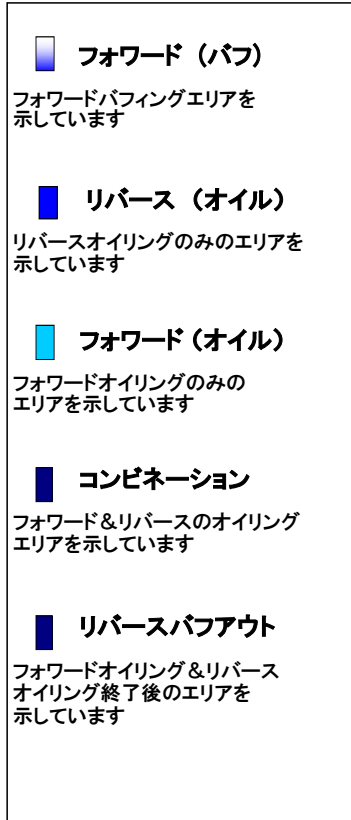 フォワード（バフ）
フォワードバフィングエリアを
示しています
リバース（オイル）
リバースオイリングのみのエリアを
示しています
フォワード（オイル）
フォワードオイリングのみの
エリアを示しています
コンビネーション
フォワード＆リバースのオイリング
エリアを示しています
リバースバフアウト
フォワードオイリング＆リバース
オイリング終了後のエリアを
示しています